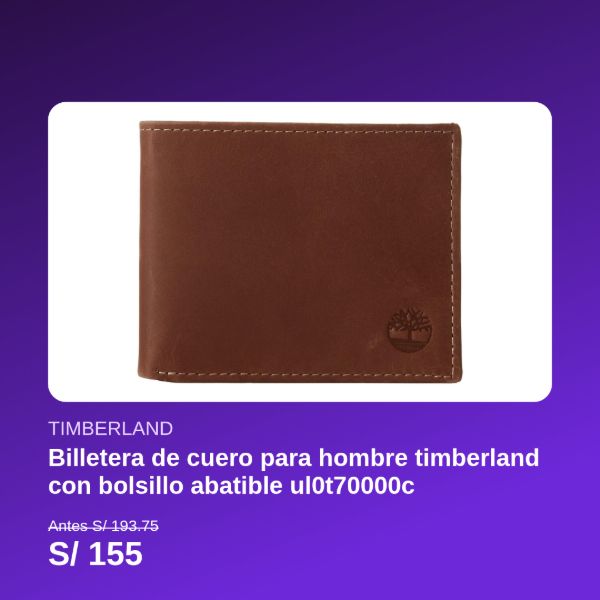 TIMBERLAND
Billetera de cuero para hombre timberland
con bolsillo abatible ul0t70000c
Antes S/ 193.75
S/ 155